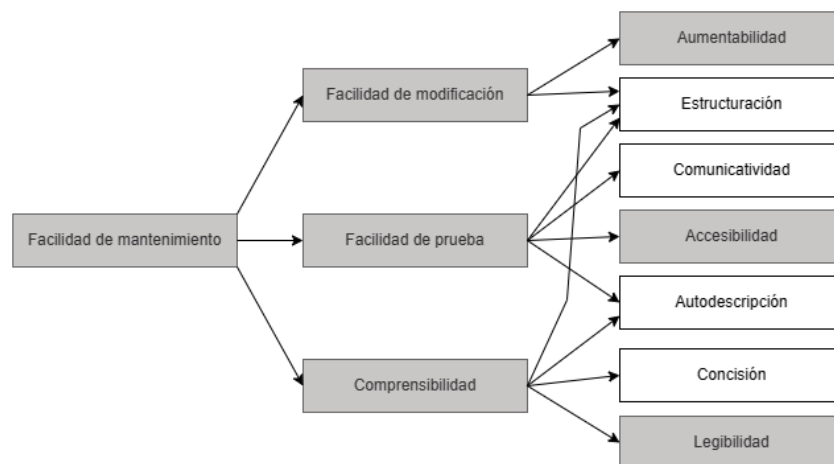 Aumentabilidad
Facilidad de modificación
Estructuración
Comunicatividad
Facilidad de mantenimiento
Facilidad de prueba
Accesibilidad
Autodescripción
Comprensibilidad
Concisión
Legibilidad